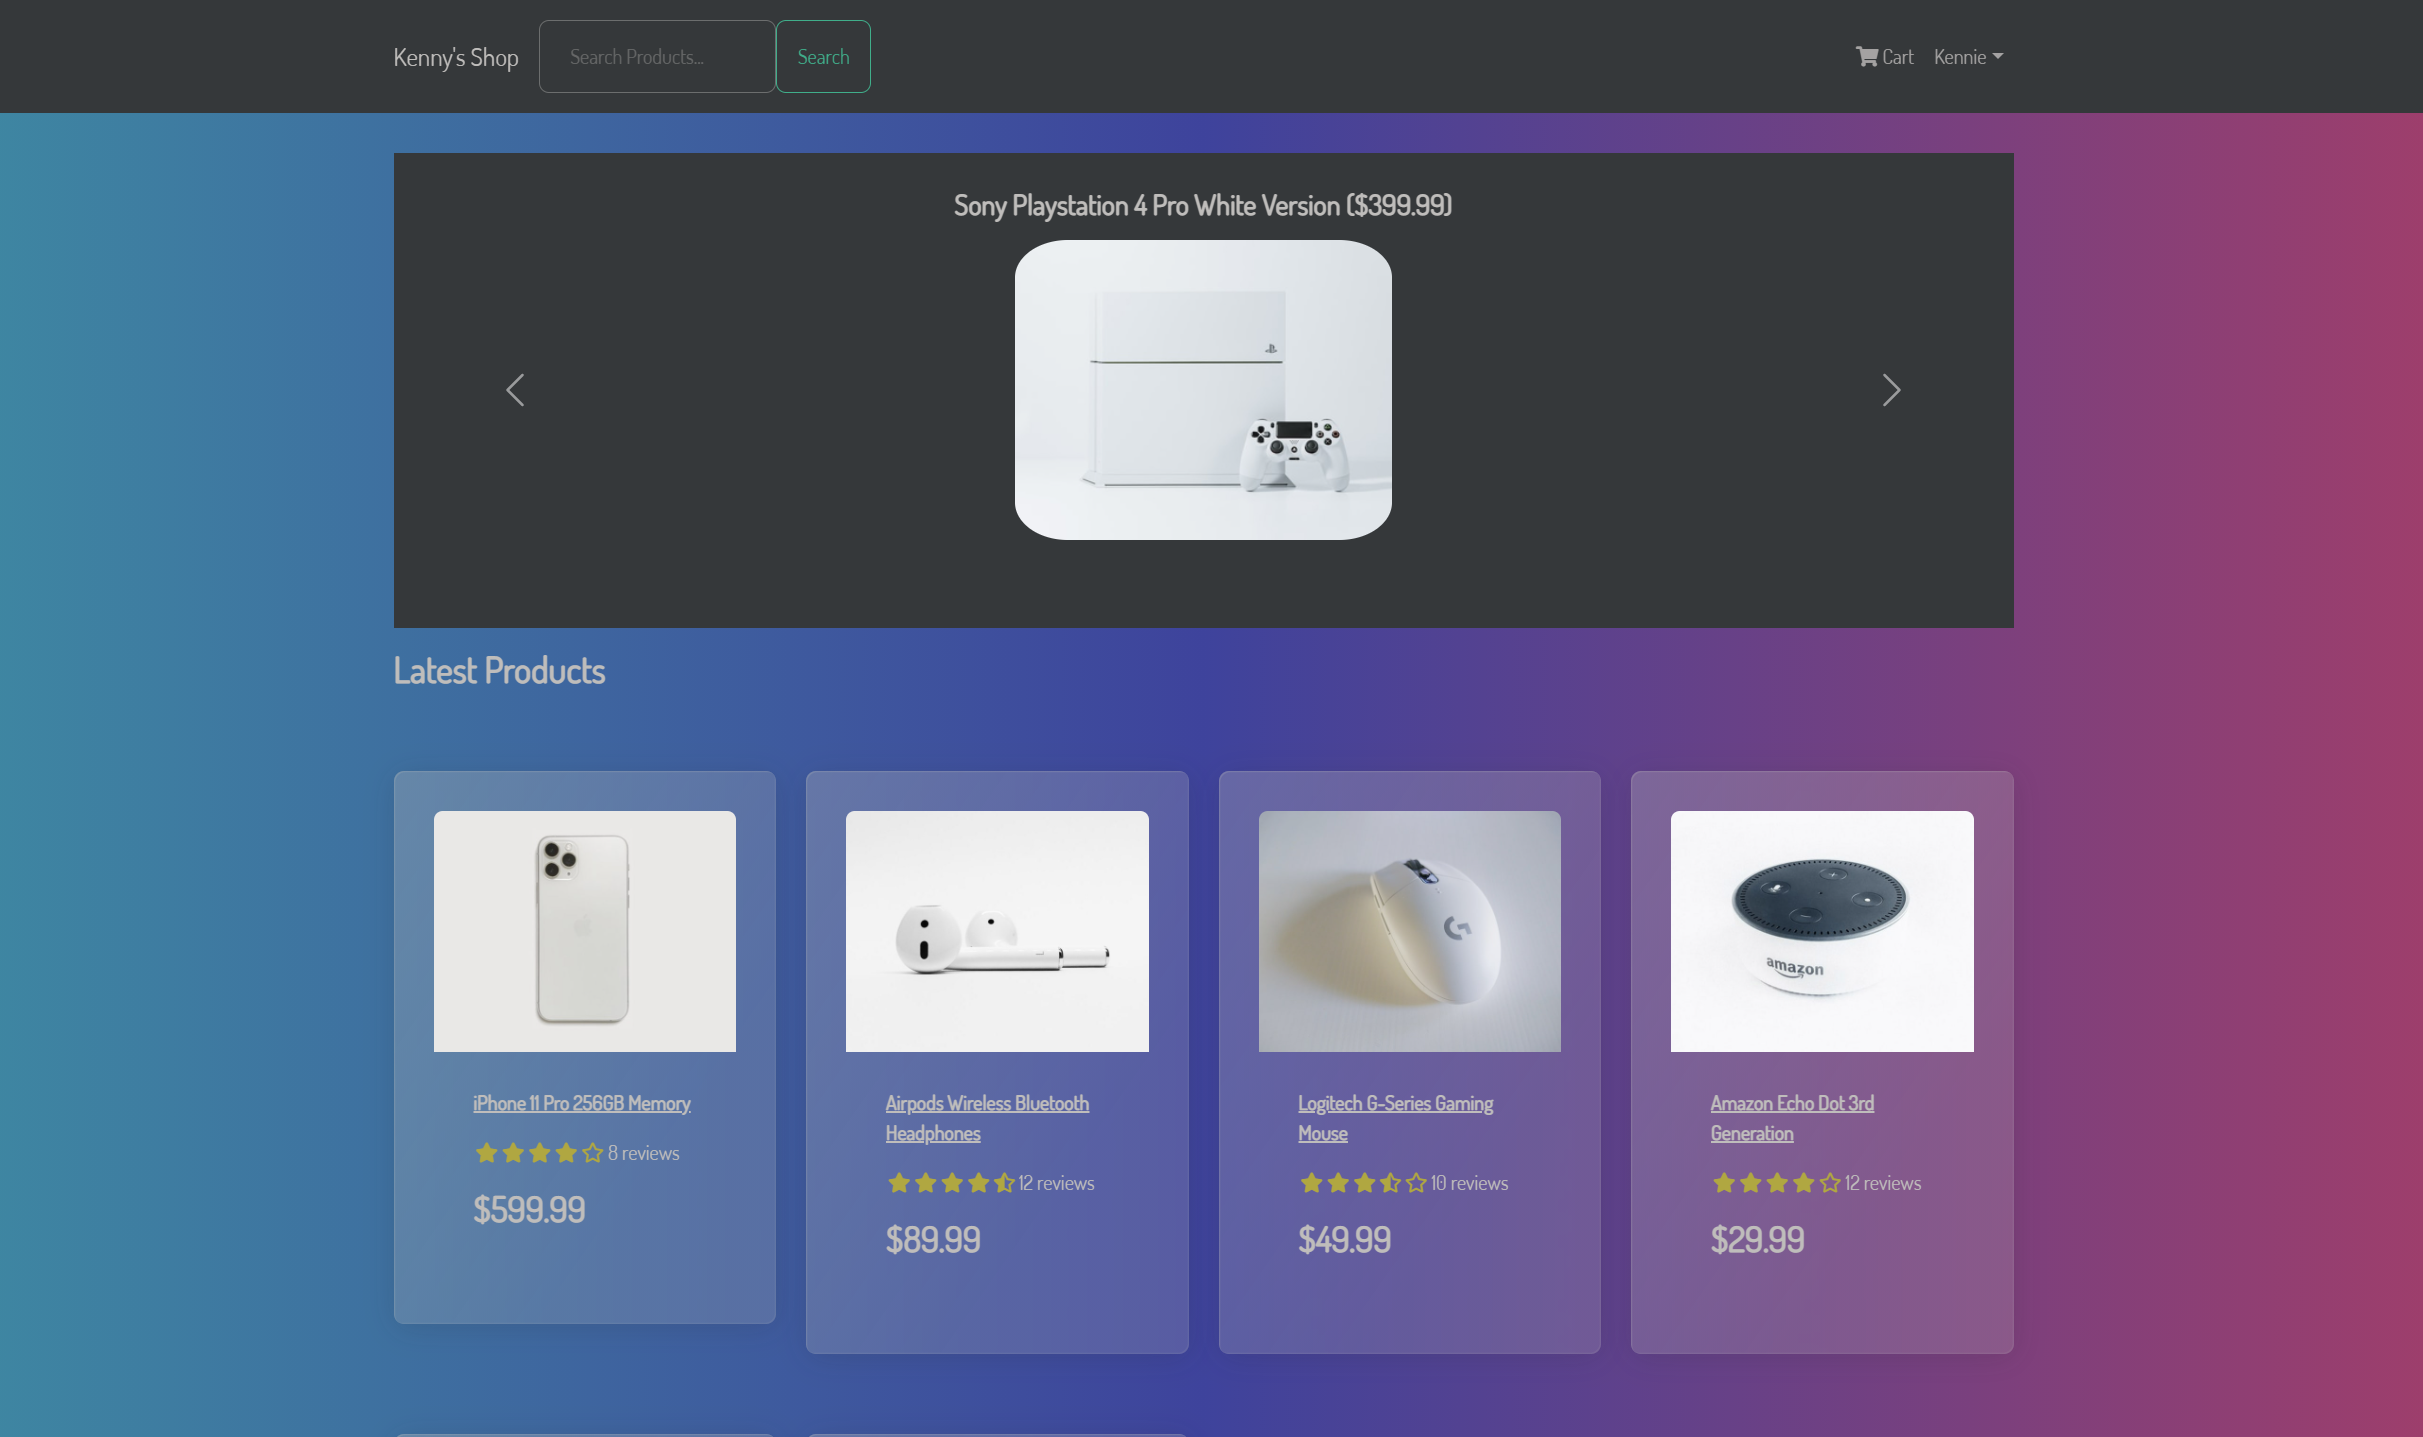 Kenny's Shop
Search Products...
Search
Cart
Kennie
Sony Playstation 4 Pro White Version ($399.99)
Latest Products
iPhone 11 Pro 256GB Memory
8 reviews
$599.99
Airpods Wireless Bluetooth
Headphones
12 reviews
$89.99
G
Logitech G-Series Gaming
Mouse
10 reviews
$49.99
amazon
Amazon Echo Dot 3rd
Generation
12 reviews
$29.99